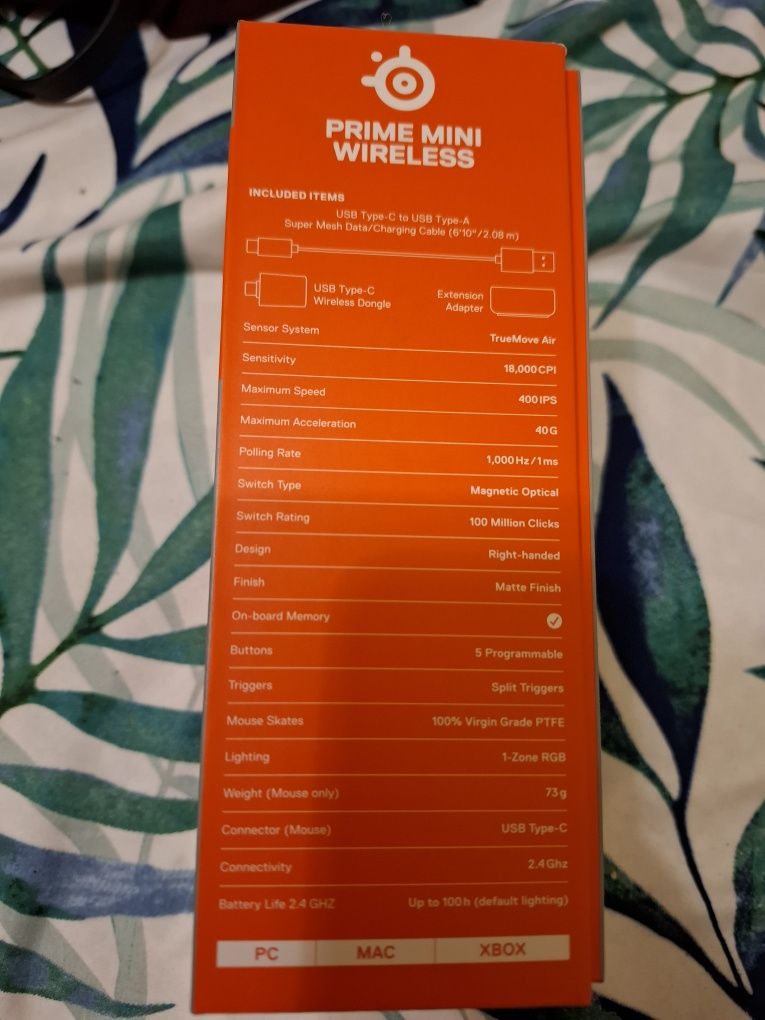 PRIME MINI
WIRELESS
INCLUDED ITEMS
USB Type-C to USB Type-A
Super Mesh Data/Charging Cable (6'10"/2.08 m)
USB Type-C
Wireless Dongle
Extension
Adapter
Sensor System TrueMove Air
Sensitivity 18,000 CPI
Maximum Speed 400 IPS
Maximum Acceleration 40 G
Polling Rate 1,000 Hz / 1 ms
Switch Type Magnetic Optical
Switch Rating 100 Million Clicks
Design Right-handed
Finish Matte Finish
On-board Memory
Buttons 5 Programmable
Triggers Split Triggers
Mouse Skates 100% Virgin Grade PTFE
Lighting 1-Zone RGB
Weight (Mouse only) 73 g
Connector (Mouse) USB Type-C
Connectivity 2.4 Ghz
Battery Life 2.4 GHZ Up to 100 h (default lighting)
PC MAC XBOX